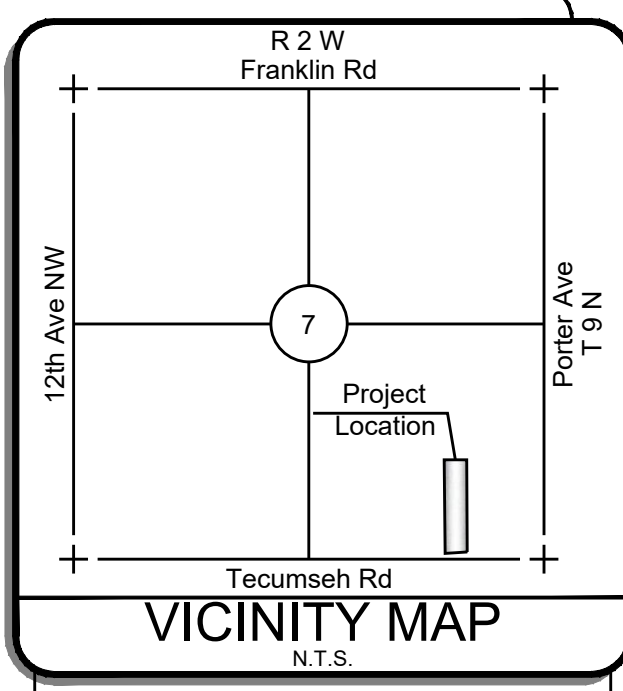 R 2 W
Franklin Rd
12th Ave NW
7
Porter Ave
T 9 N
Project
Location
Tecumseh Rd
VICINITY MAP
N.T.S.